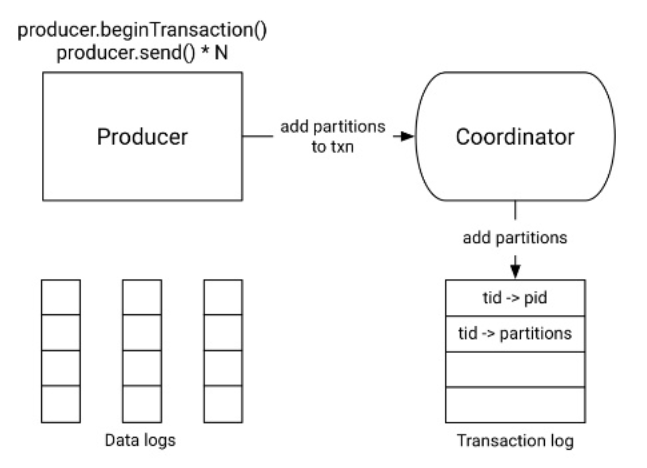 producer.beginTransaction()
producer.send() * N
Producer
add partitions
to txn
Coordinator
add partitions
tid -> pid
tid -> partitions
Data logs
Transaction log